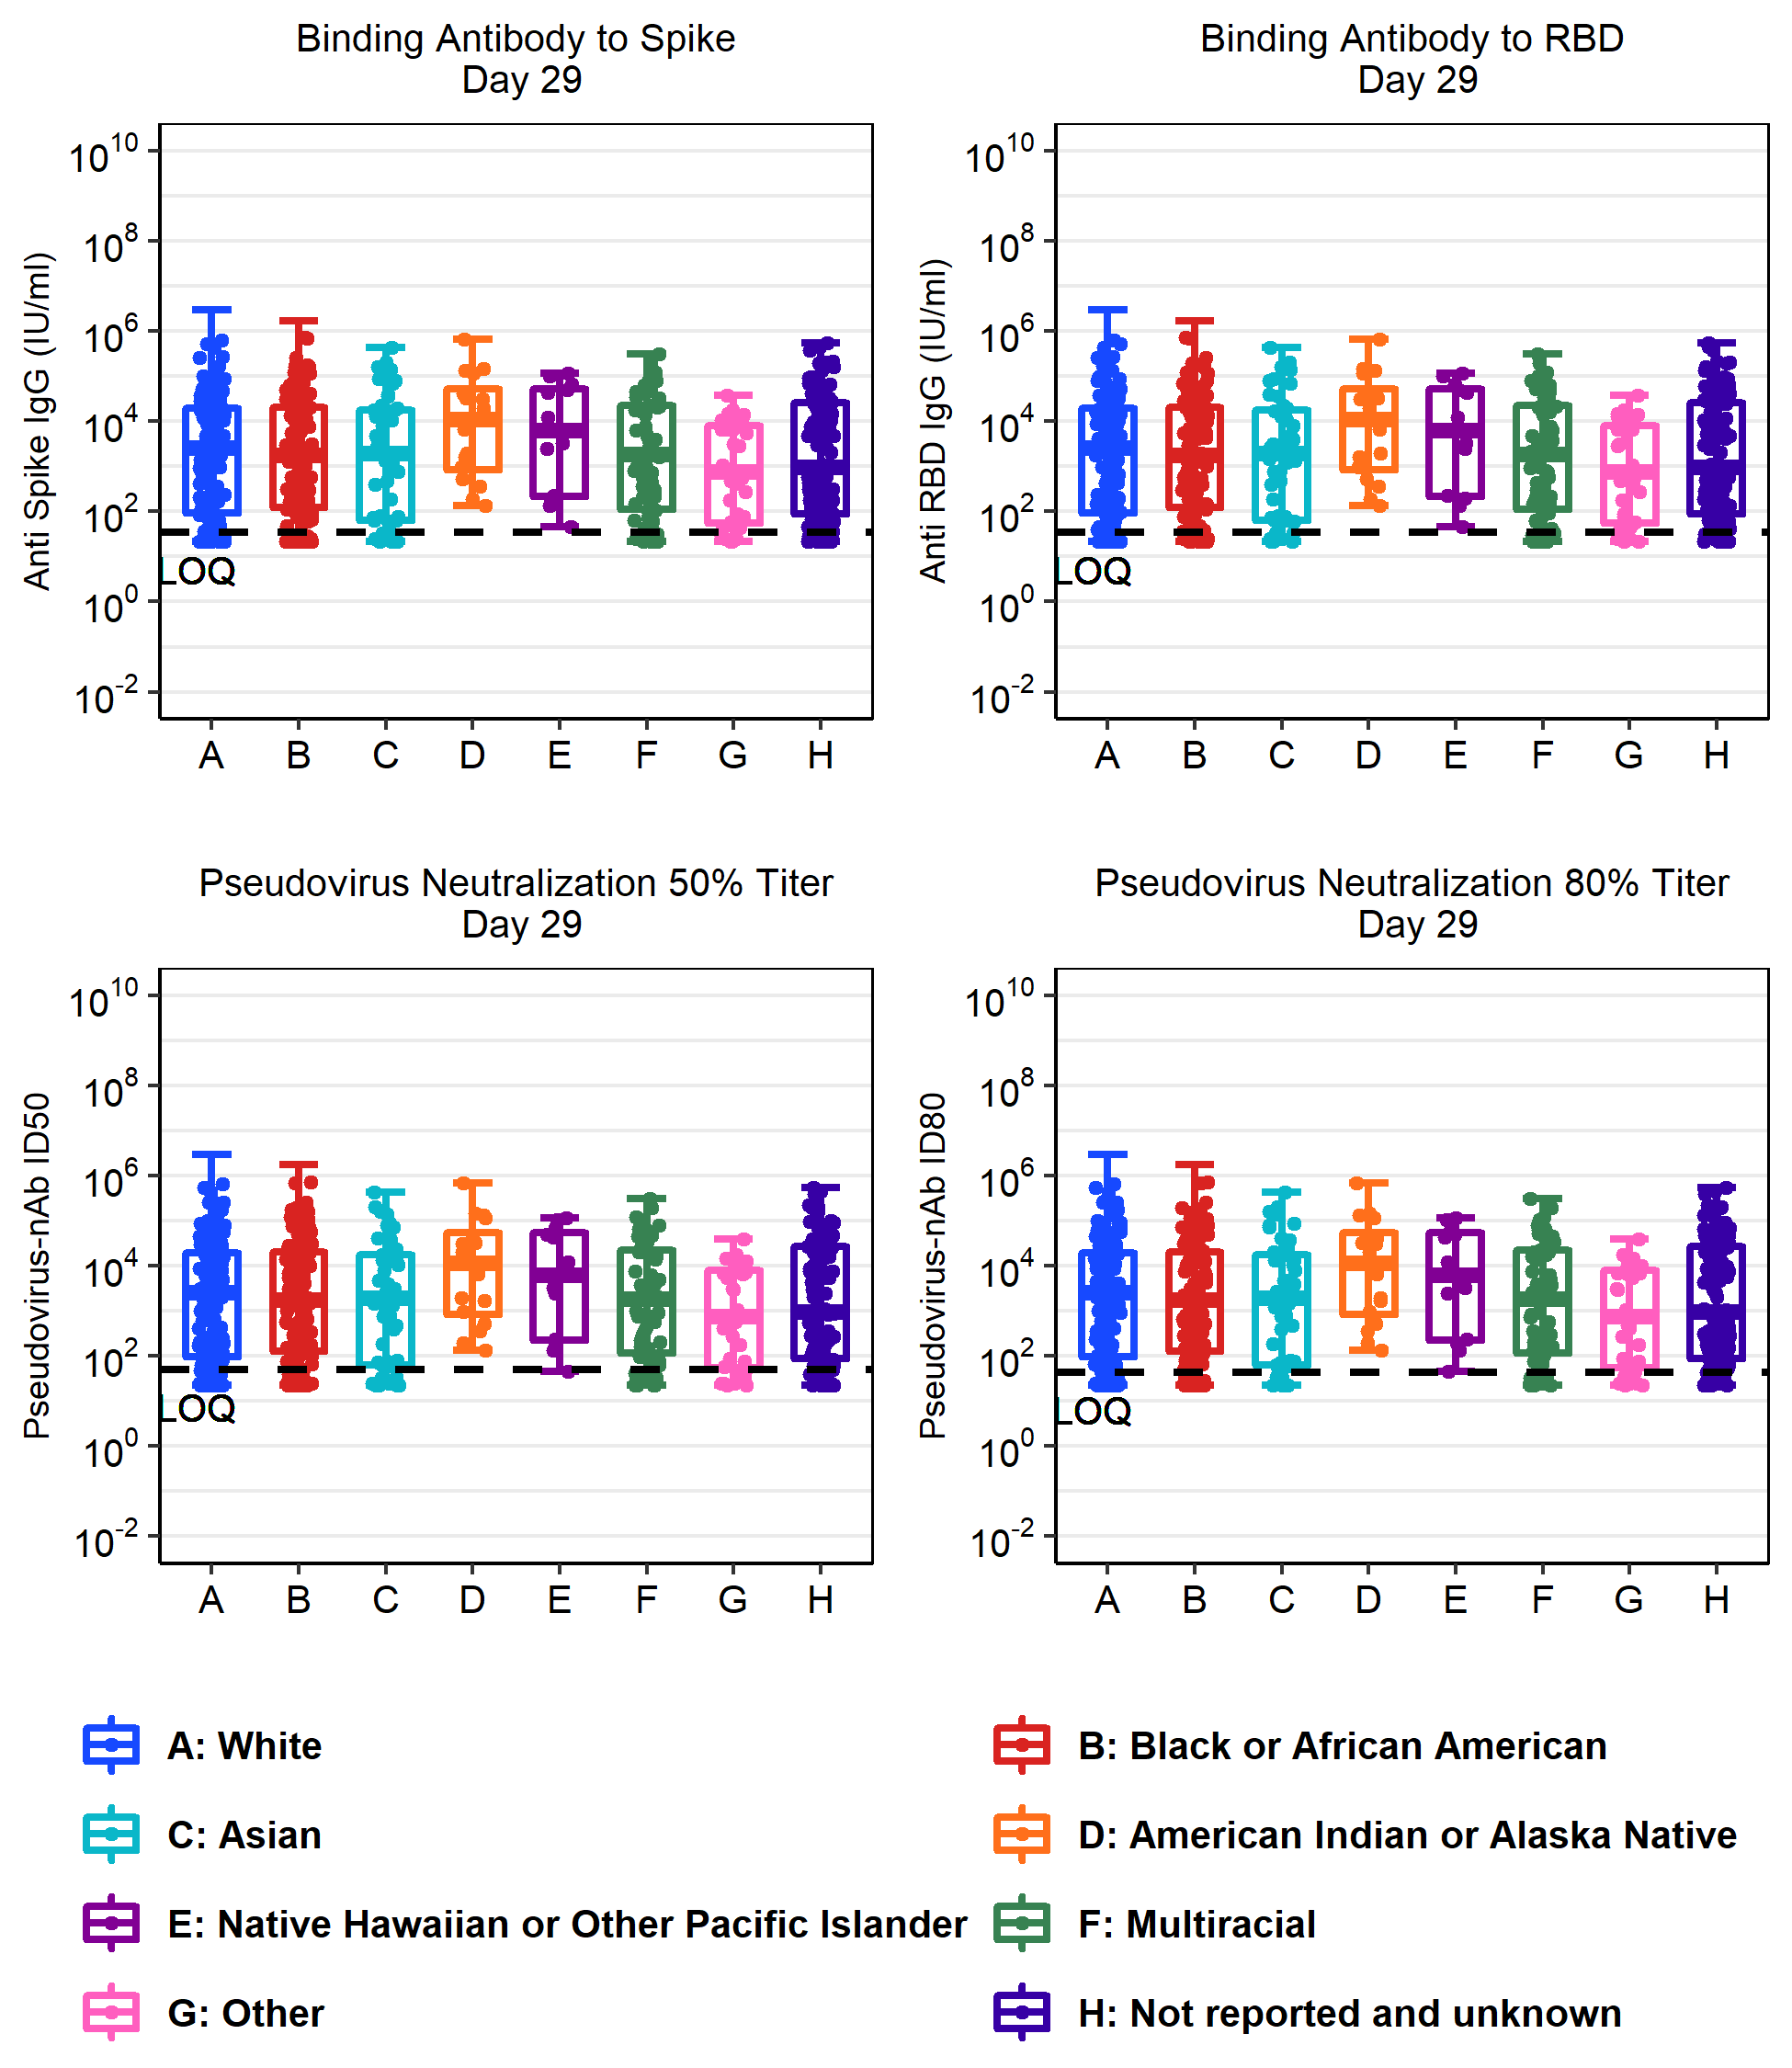 Binding Antibody to Spike
Day 29
Binding Antibody to RBD
Day 29
Anti Spike IgG (IU/ml)
10^10
10^8
10^6
10^4
10^2
10^0
10^-2
LOQ
A B C D E F G H
Anti RBD IgG (IU/ml)
10^10
10^8
10^6
10^4
10^2
10^0
10^-2
LOQ
A B C D E F G H
Pseudovirus Neutralization 50% Titer
Day 29
Pseudovirus Neutralization 80% Titer
Day 29
Pseudovirus-nAb ID50
10^10
10^8
10^6
10^4
10^2
10^0
10^-2
LOQ
A B C D E F G H
Pseudovirus-nAb ID80
10^10
10^8
10^6
10^4
10^2
10^0
10^-2
LOQ
A B C D E F G H
A: White
B: Black or African American
C: Asian
D: American Indian or Alaska Native
E: Native Hawaiian or Other Pacific Islander
F: Multiracial
G: Other
H: Not reported and unknown